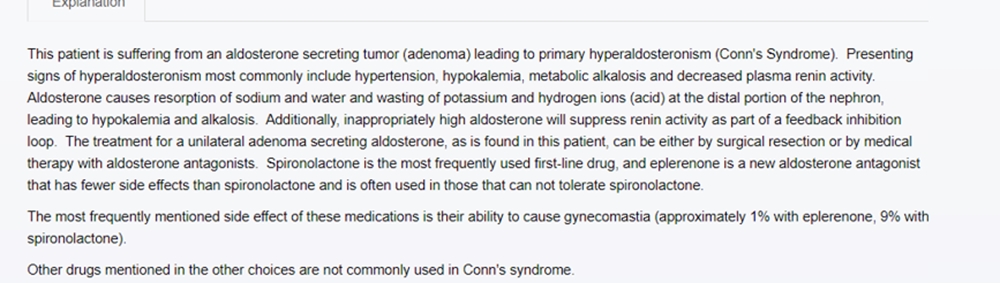 Explanation
This patient is suffering from an aldosterone secreting tumor (adenoma) leading to primary hyperaldosteronism (Conn's Syndrome).  Presenting
signs of hyperaldosteronism most commonly include hypertension, hypokalemia, metabolic alkalosis and decreased plasma renin activity.
Aldosterone causes resorption of sodium and water and wasting of potassium and hydrogen ions (acid) at the distal portion of the nephron,
leading to hypokalemia and alkalosis.  Additionally, inappropriately high aldosterone will suppress renin activity as part of a feedback inhibition
loop.  The treatment for a unilateral adenoma secreting aldosterone, as is found in this patient, can be either by surgical resection or by medical
therapy with aldosterone antagonists.  Spironolactone is the most frequently used first-line drug, and eplerenone is a new aldosterone antagonist
that has fewer side effects than spironolactone and is often used in those that can not tolerate spironolactone.
The most frequently mentioned side effect of these medications is their ability to cause gynecomastia (approximately 1% with eplerenone, 9% with
spironolactone).
Other drugs mentioned in the other choices are not commonly used in Conn's syndrome.